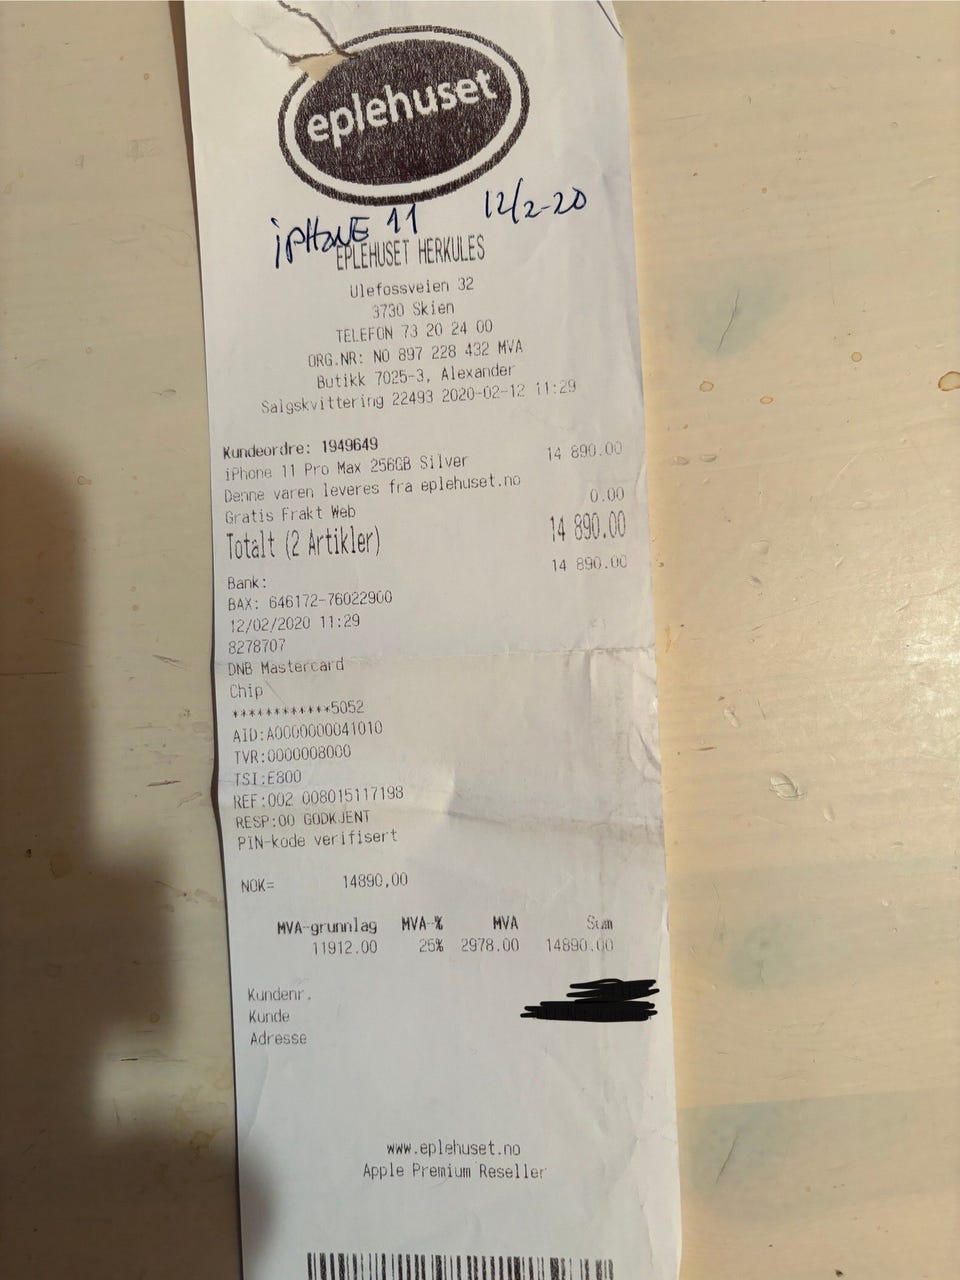 eplehuset
iPHONE 11 12/2-20
EPLEHUSET HERKULES
Ulefossveien 32
3730 Skien
TELEFON 73 20 24 00
ORG.NR: NO 897 228 432 MVA
Butikk 7025-3, Alexander
Salgskvittering 22493 2020-02-12 11:29
Kundeordre: 1949649
iPhone 11 Pro Max 256GB Silver 14 890.00
Denne varen leveres fra eplehuset.no
Gratis Frakt Web 0.00
Totalt (2 Artikler) 14 890.00
Bank: 14 890.00
BAX: 646172-76022900
12/02/2020 11:29
8278707
DNB Mastercard
Chip
************5052
AID:A0000000041010
TVR:0000008000
TSI:E800
REF:002 008015117198
RESP:00 GODKJENT
PIN-kode verifisert
NOK= 14890,00
MVA-grunnlag MVA-% MVA Sum
11912.00 25% 2978.00 14890.00
Kundenr.
Kunde
Adresse
www.eplehuset.no
Apple Premium Reseller